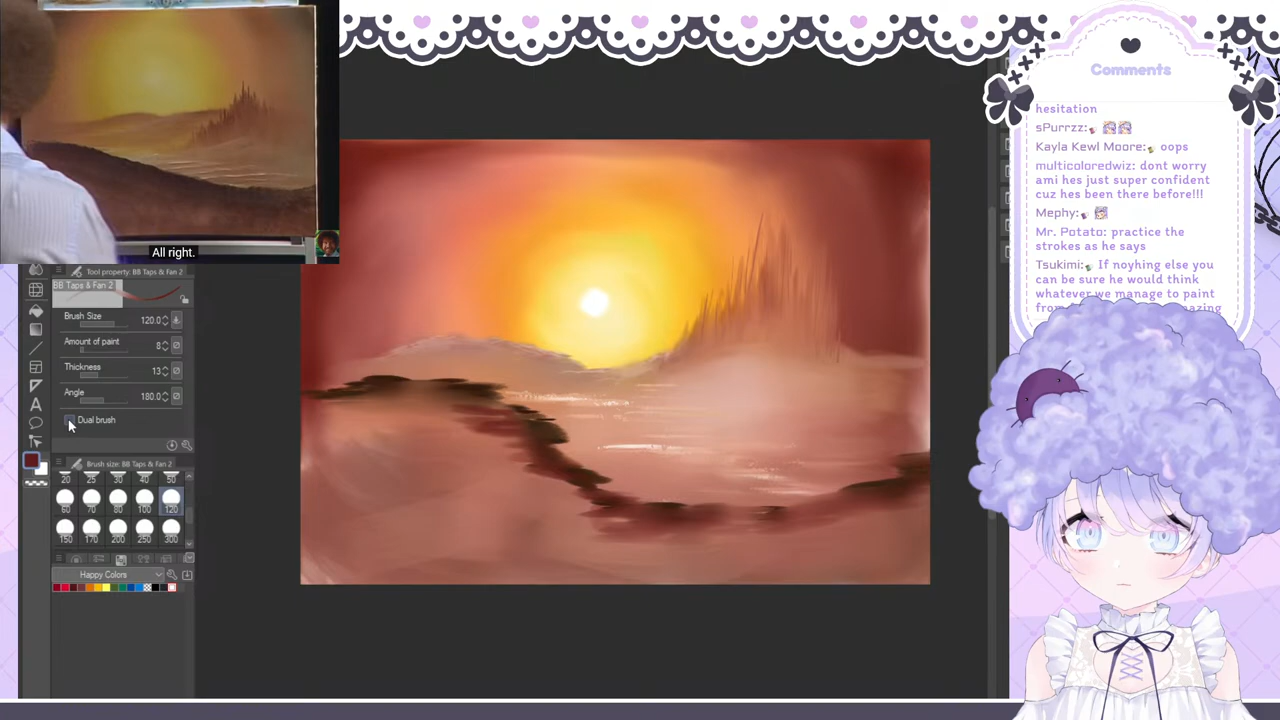 All right.
Tool property: BB Taps & Fan 2
BB Taps & Fan 2
Brush Size 120.0
Amount of paint 8
Thickness 13
Angle 180.0
Dual brush
Brush size: BB Taps & Fan 2
20 25 30 40 50
60 70 80 100 120
150 170 200 250 300
Happy Colors
Comments
hesitation
sPurrzz:
Kayla Kewl Moore: oops
multicoloredwiz: dont worry
ami hes just super confident
cuz hes been there before!!!
Mephy:
Mr. Potato: practice the
strokes as he says
Tsukimi: If noyhing else you
can be sure he would think
whatever we manage to paint